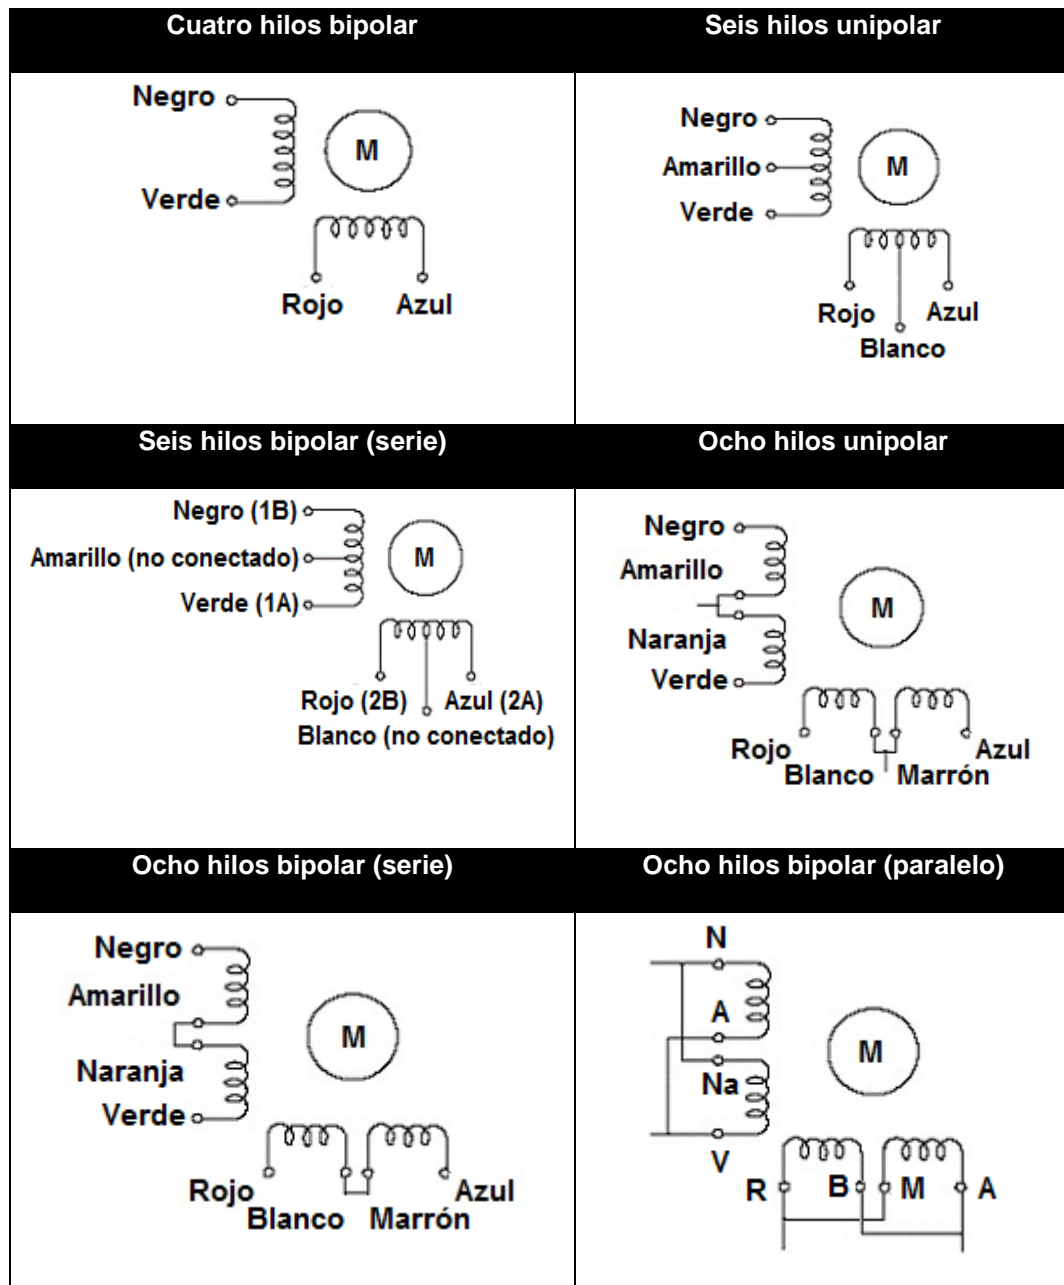 Cuatro hilos bipolar
Seis hilos unipolar
Negro
M
Verde
Rojo Azul
Negro
Amarillo
M
Verde
Rojo Azul
Blanco
Seis hilos bipolar (serie)
Ocho hilos unipolar
Negro (1B)
Amarillo (no conectado)
M
Verde (1A)
Rojo (2B) Azul (2A)
Blanco (no conectado)
Negro
Amarillo
M
Naranja
Verde
Rojo Azul
Blanco Marrón
Ocho hilos bipolar (serie)
Ocho hilos bipolar (paralelo)
Negro
Amarillo
M
Naranja
Verde
Rojo Azul
Blanco Marrón
N
A
M
Na
V
R B M A